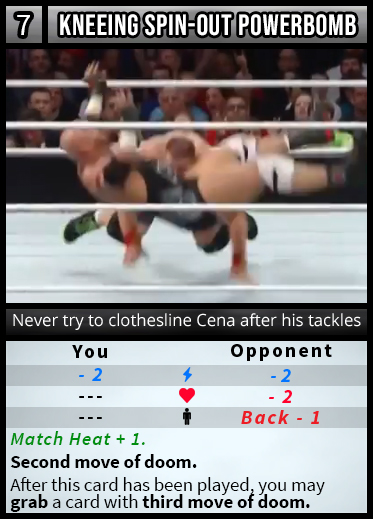 7 KNEEING SPIN-OUT POWERBOMB
Never try to clothesline Cena after his tackles
You Opponent
- 2 - 2
--- - 2
--- Back - 1
Match Heat + 1.
Second move of doom.
After this card has been played, you may
grab a card with third move of doom.